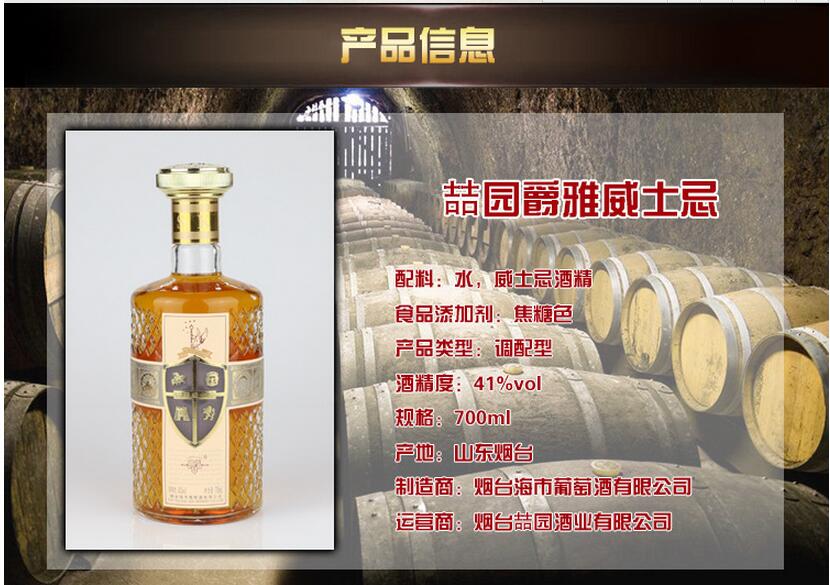 产品信息
喆园爵雅威士忌
配料：水，威士忌酒精
食品添加剂：焦糖色
产品类型：调配型
酒精度：41%vol
规格：700ml
产地：山东烟台
制造商：烟台海市葡萄酒有限公司
运营商：烟台喆园酒业有限公司